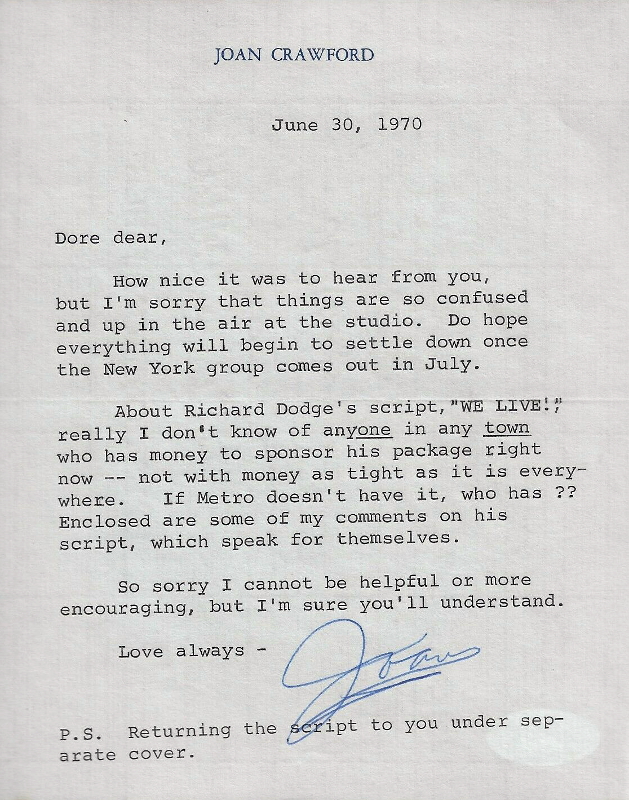 JOAN CRAWFORD
June 30, 1970
Dore dear,
How nice it was to hear from you,
but I'm sorry that things are so confused
and up in the air at the studio. Do hope
everything will begin to settle down once
the New York group comes out in July.
About Richard Dodge's script,"WE LIVE!,"
really I don't know of anyone in any town
who has money to sponsor his package right
now -- not with money as tight as it is every-
where. If Metro doesn't have it, who has ??
Enclosed are some of my comments on his
script, which speak for themselves.
So sorry I cannot be helpful or more
encouraging, but I'm sure you'll understand.
Love always - Joan
P.S. Returning the script to you under sep-
arate cover.